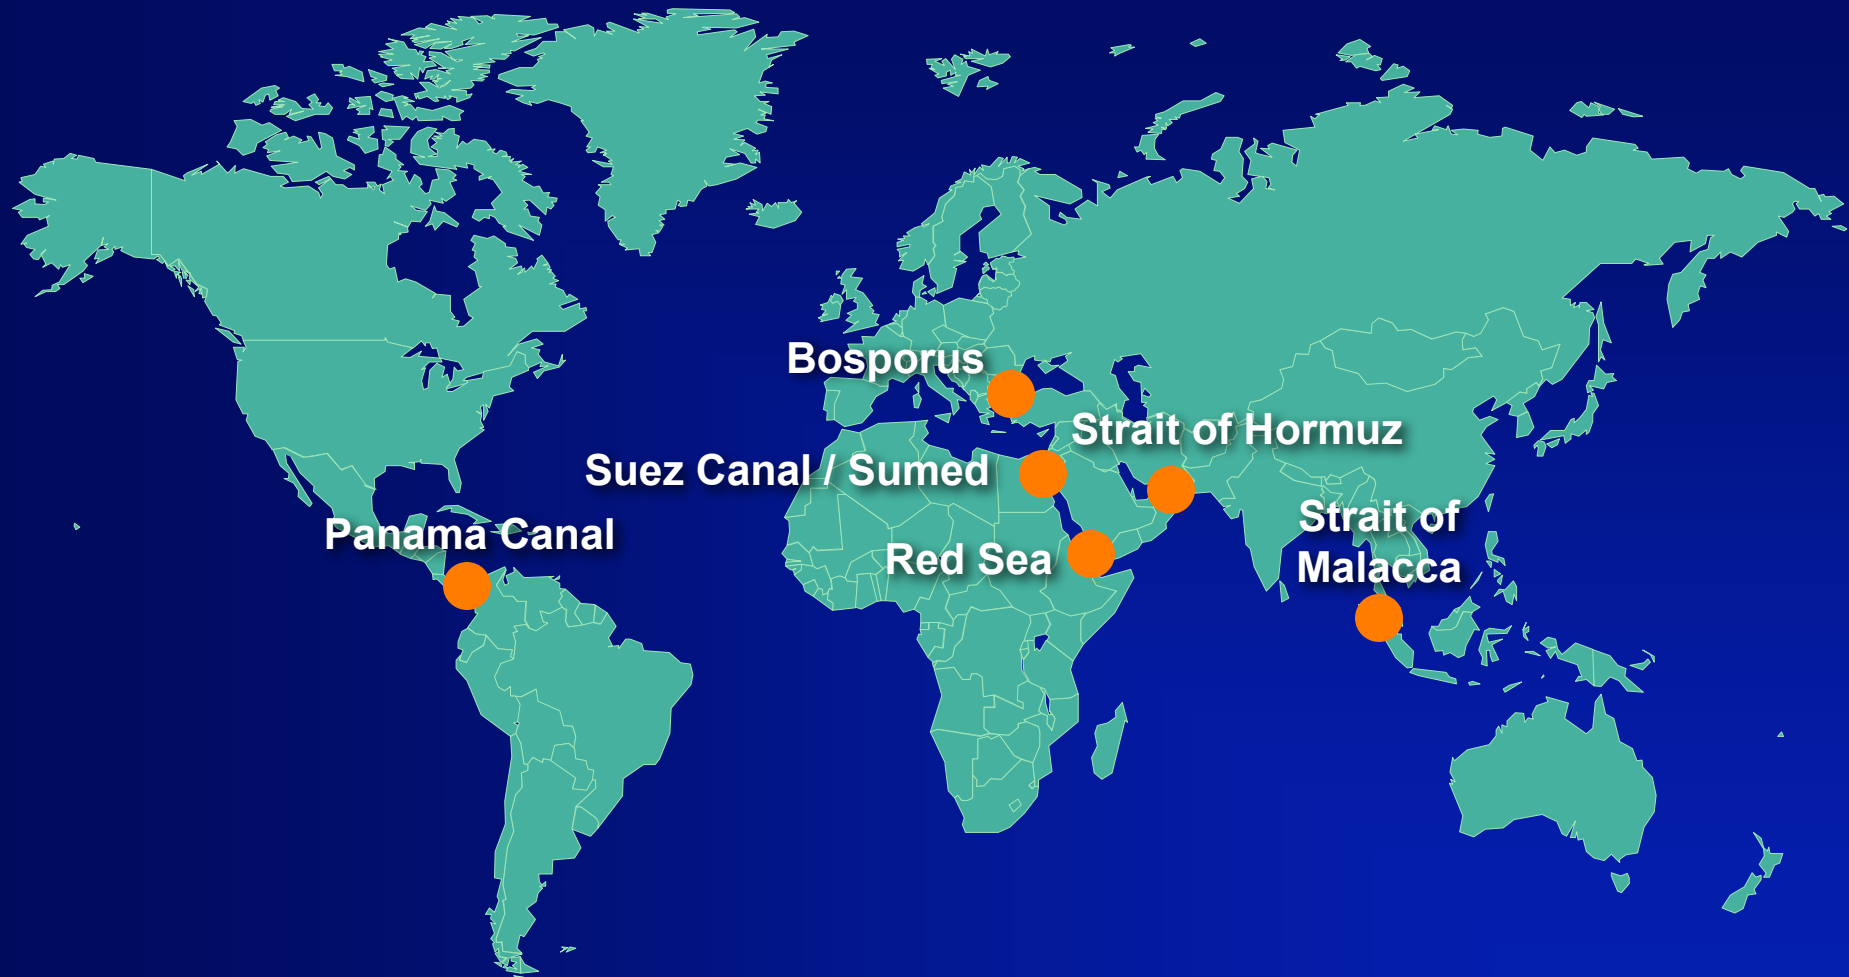 Bosporus
Strait of Hormuz
Suez Canal / Sumed
Strait of
Malacca
Panama Canal
Red Sea